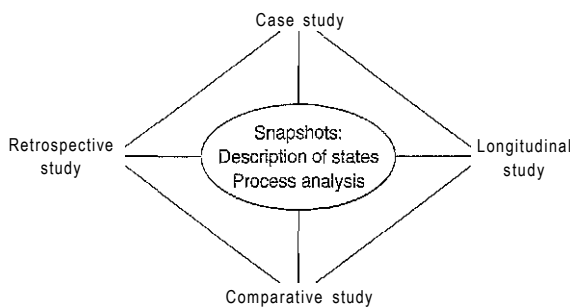 Case study
Retrospective
study
Snapshots:
Description of states
Process analysis
Longitudinal
study
Comparative study